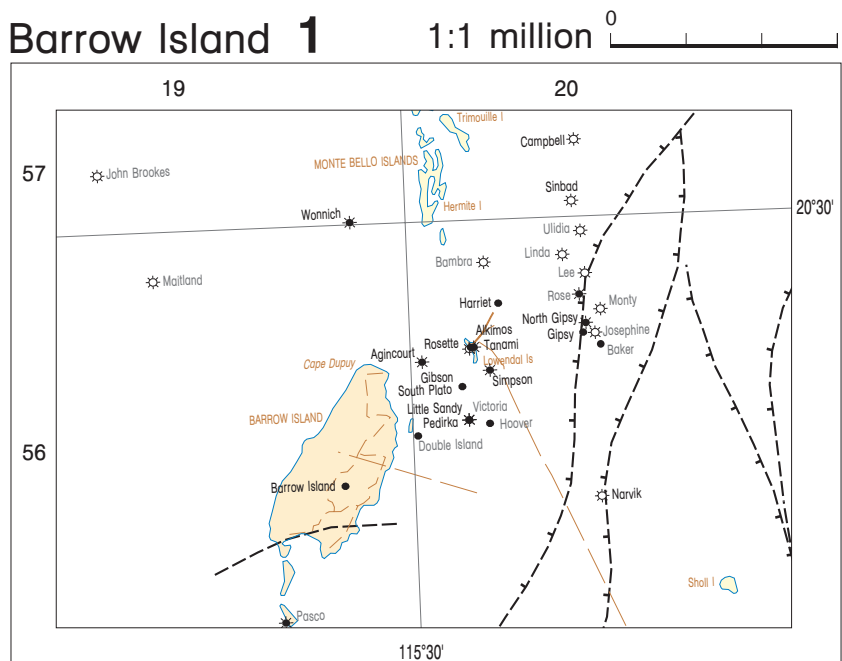 Barrow Island 1
1:1 million
0
19
20
Trimouille I
Campbell
57
MONTE BELLO ISLANDS
John Brookes
Sinbad
Wonnich
Hermite I
20°30'
Ulidia
Linda
Bambra
Lee
Maitland
Rose
Monty
Harriet
North Gipsy
Alkimos
Josephine
Gipsy
Rosette
Tanami
Baker
Agincourt
Lowendal Is
Cape Dupuy
Gibson
Simpson
South Plato
Little Sandy
Victoria
BARROW ISLAND
Pedirka
Hoover
Double Island
56
Barrow Island
Narvik
Sholl I
Pasco
115°30'